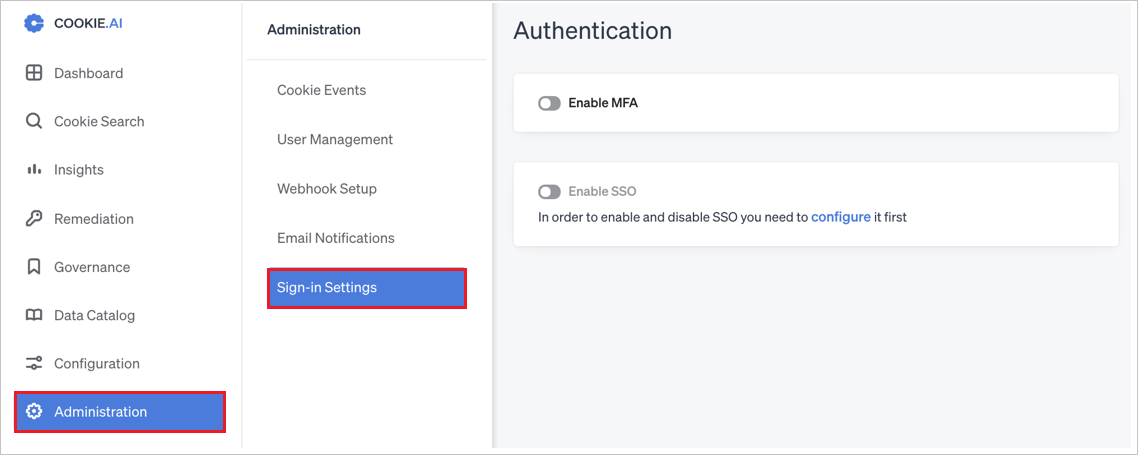 COOKIE.AI
Dashboard
Cookie Search
Insights
Remediation
Governance
Data Catalog
Configuration
Administration
Administration
Cookie Events
User Management
Webhook Setup
Email Notifications
Sign-in Settings
Authentication
Enable MFA
Enable SSO
In order to enable and disable SSO you need to configure it first